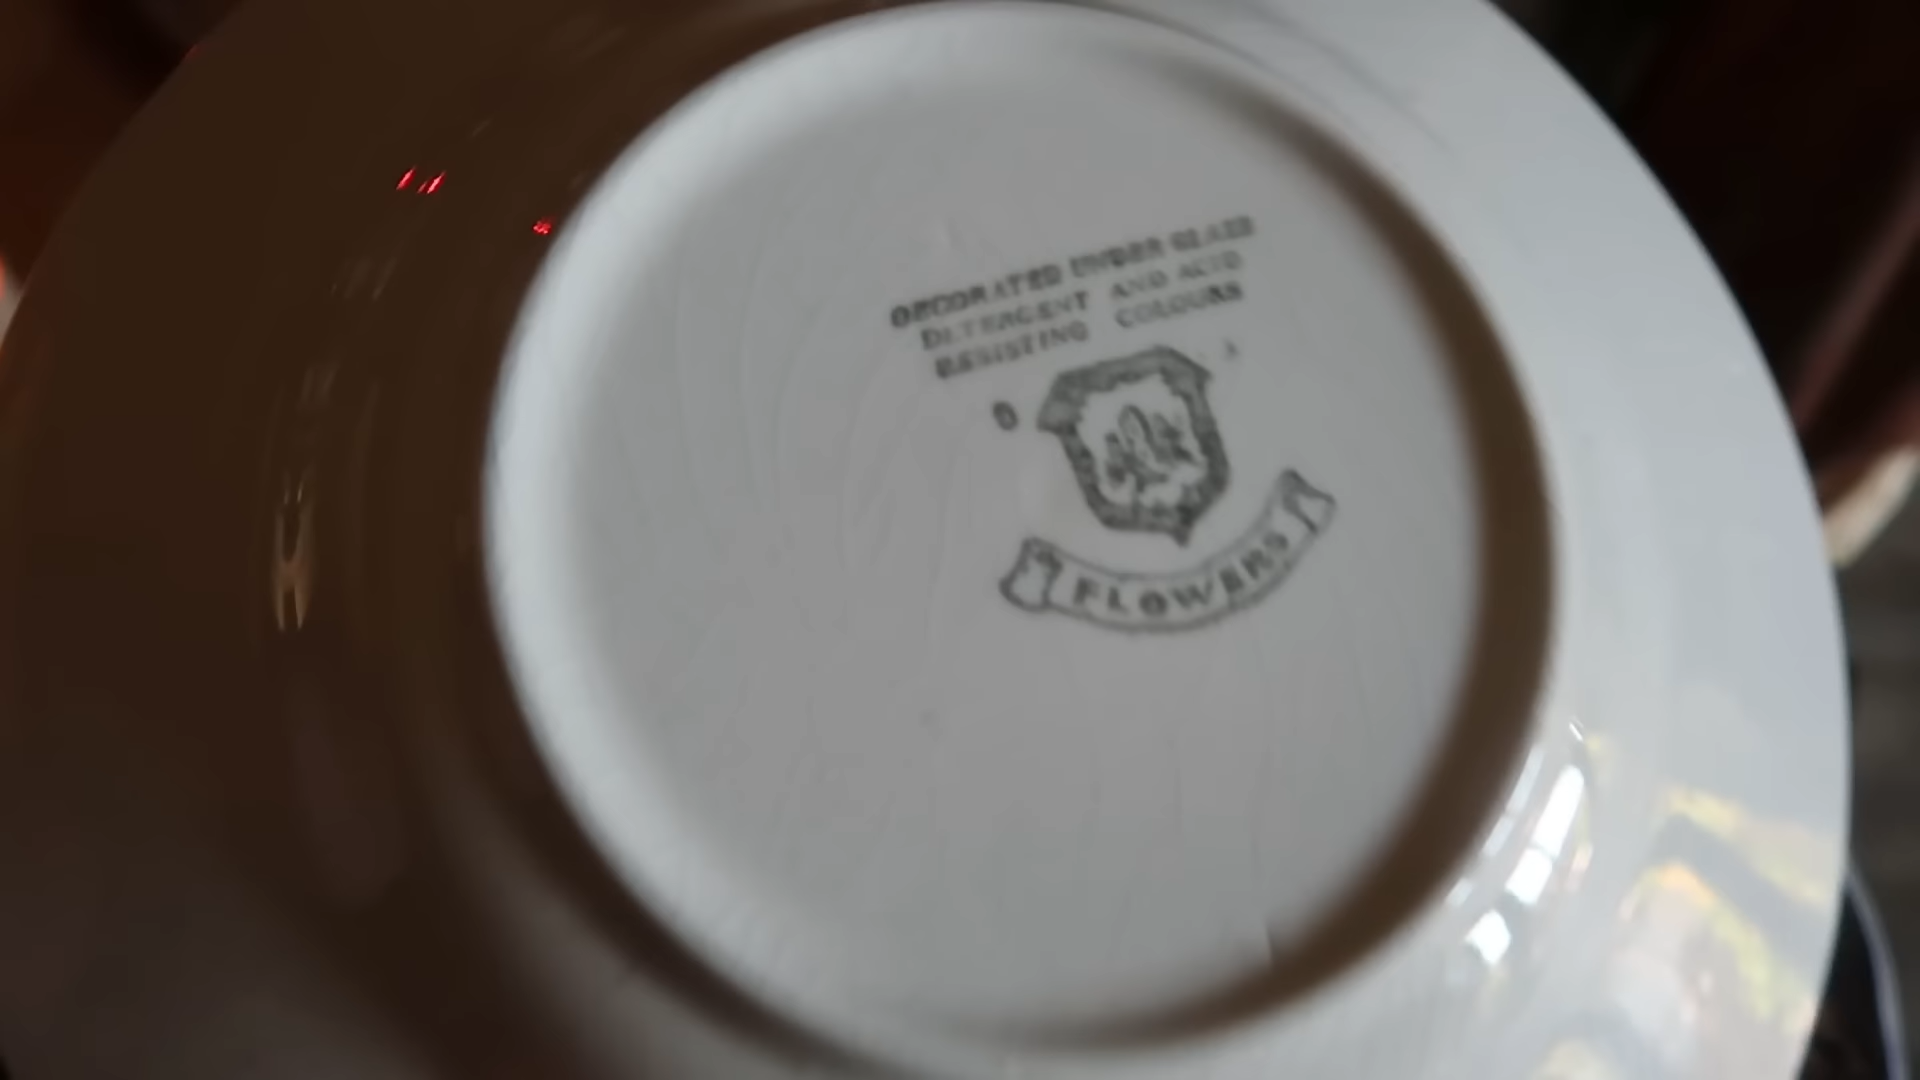 DECORATED UNDER GLAZE
DETERGENT AND ACID
RESISTING COLOURS
FLOWERS